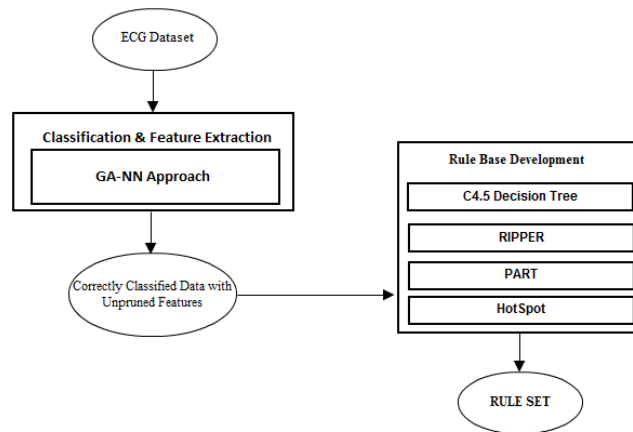 ECG Dataset
Classification & Feature Extraction
GA-NN Approach
Correctly Classified Data with
Unpruned Features
Rule Base Development
C4.5 Decision Tree
RIPPER
PART
HotSpot
RULE SET